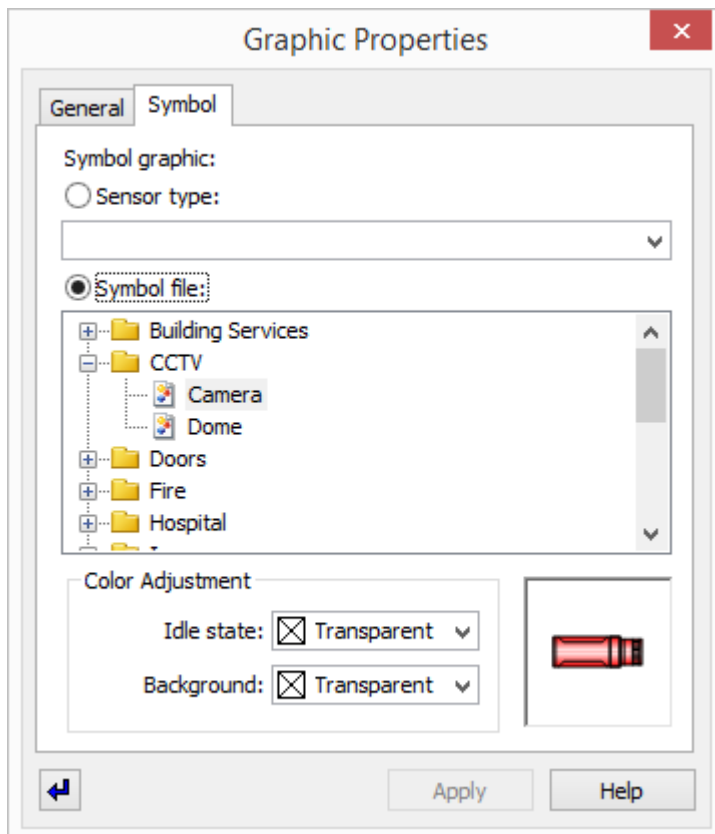 Graphic Properties
General Symbol
Symbol graphic:
Sensor type:
Symbol file:
Building Services
CCTV
Camera
Dome
Doors
Fire
Hospital
Color Adjustment
Idle state: Transparent
Background: Transparent
Apply Help